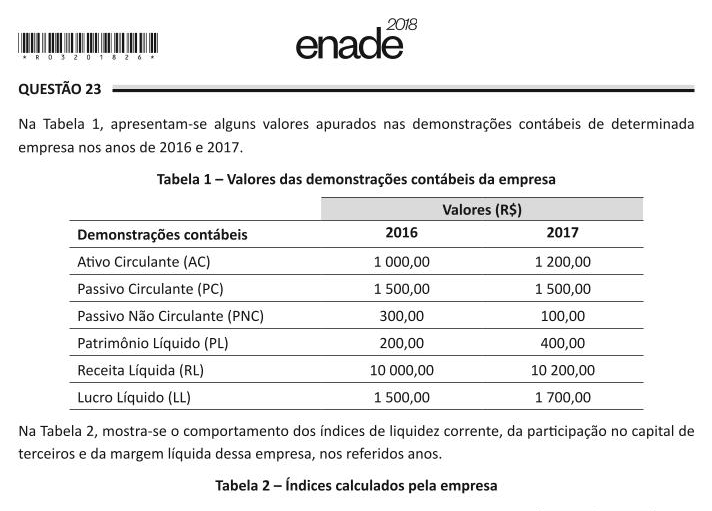 * R 0 3 2 0 1 8 2 6 *
enade 2018
QUESTÃO 23
Na Tabela 1, apresentam-se alguns valores apurados nas demonstrações contábeis de determinada
empresa nos anos de 2016 e 2017.
Tabela 1 – Valores das demonstrações contábeis da empresa
Valores (R$)
Demonstrações contábeis 2016 2017
Ativo Circulante (AC) 1 000,00 1 200,00
Passivo Circulante (PC) 1 500,00 1 500,00
Passivo Não Circulante (PNC) 300,00 100,00
Patrimônio Líquido (PL) 200,00 400,00
Receita Líquida (RL) 10 000,00 10 200,00
Lucro Líquido (LL) 1 500,00 1 700,00
Na Tabela 2, mostra-se o comportamento dos índices de liquidez corrente, da participação no capital de
terceiros e da margem líquida dessa empresa, nos referidos anos.
Tabela 2 – Índices calculados pela empresa